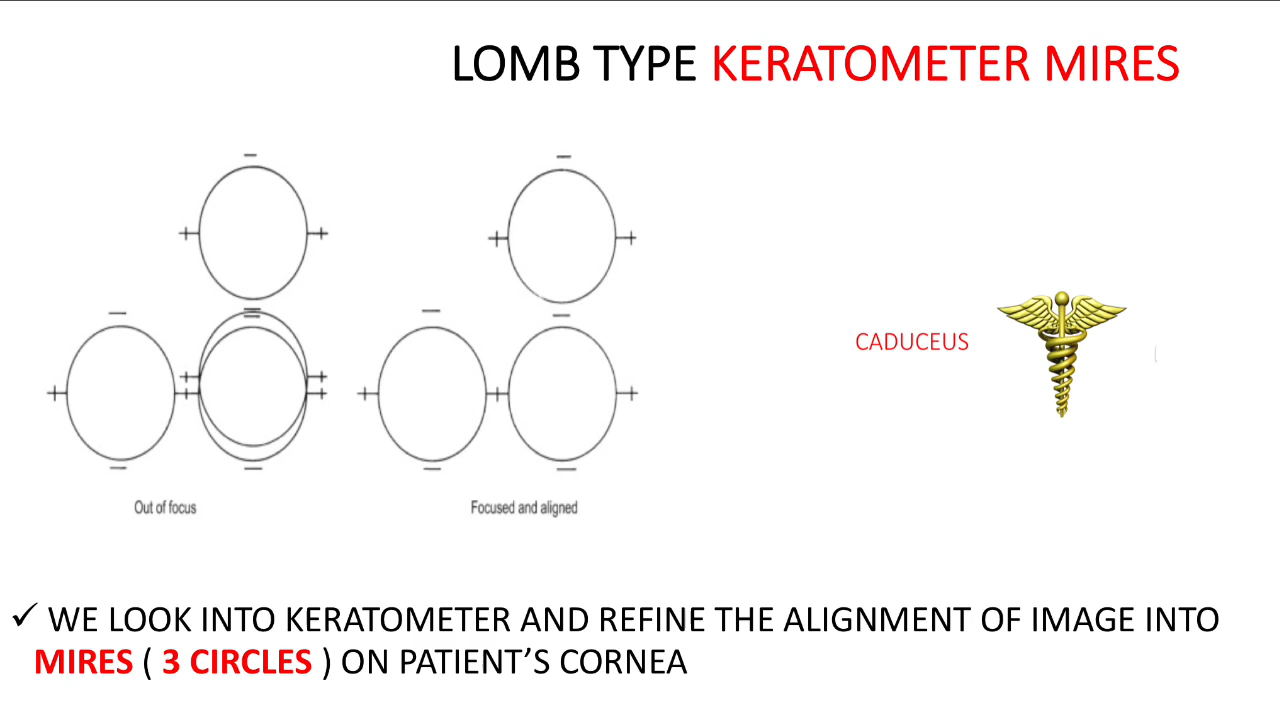 LOMB TYPE KERATOMETER MIRES
CADUCEUS
Out of focus
Focused and aligned
✓ WE LOOK INTO KERATOMETER AND REFINE THE ALIGNMENT OF IMAGE INTO
MIRES ( 3 CIRCLES ) ON PATIENT’S CORNEA